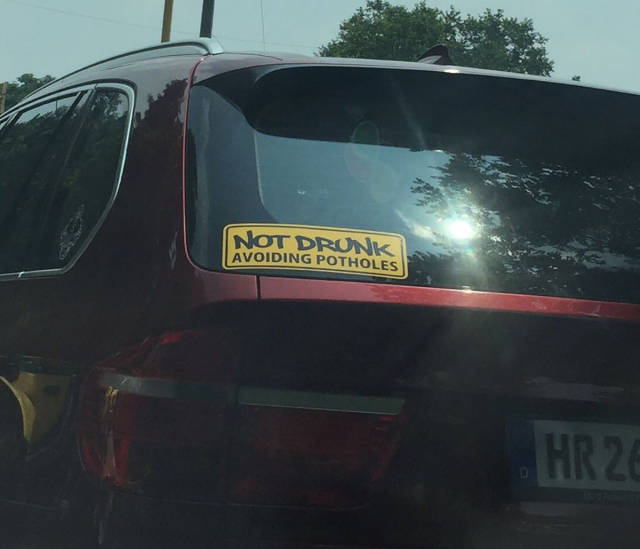 NOT DRUNK
AVOIDING POTHOLES
D
HR 26